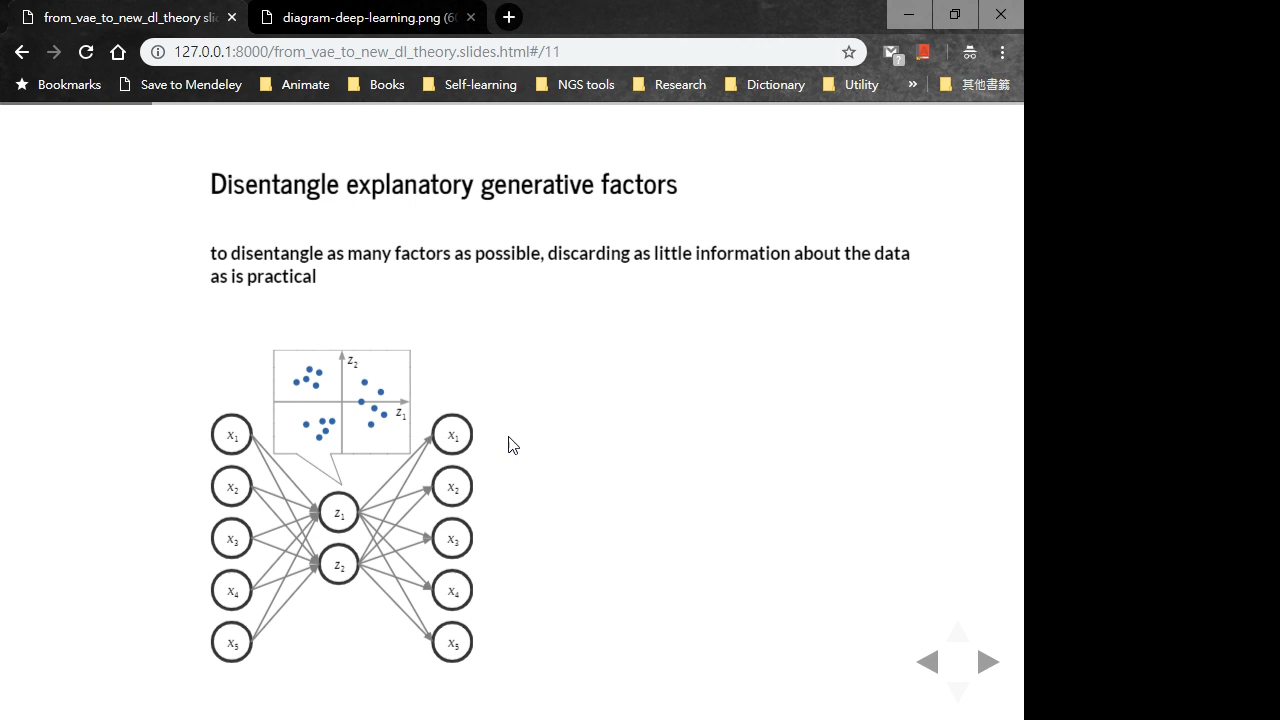 from_vae_to_new_dl_theory slid
diagram-deep-learning.png (60
127.0.0.1:8000/from_vae_to_new_dl_theory.slides.html#/11
Bookmarks Save to Mendeley Animate Books Self-learning NGS tools Research Dictionary Utility » 其他書籤
Disentangle explanatory generative factors
to disentangle as many factors as possible, discarding as little information about the data
as is practical
z2
z1
x1 x1
x2 x2
z1
x3 x3
z2
x4 x4
x5 x5